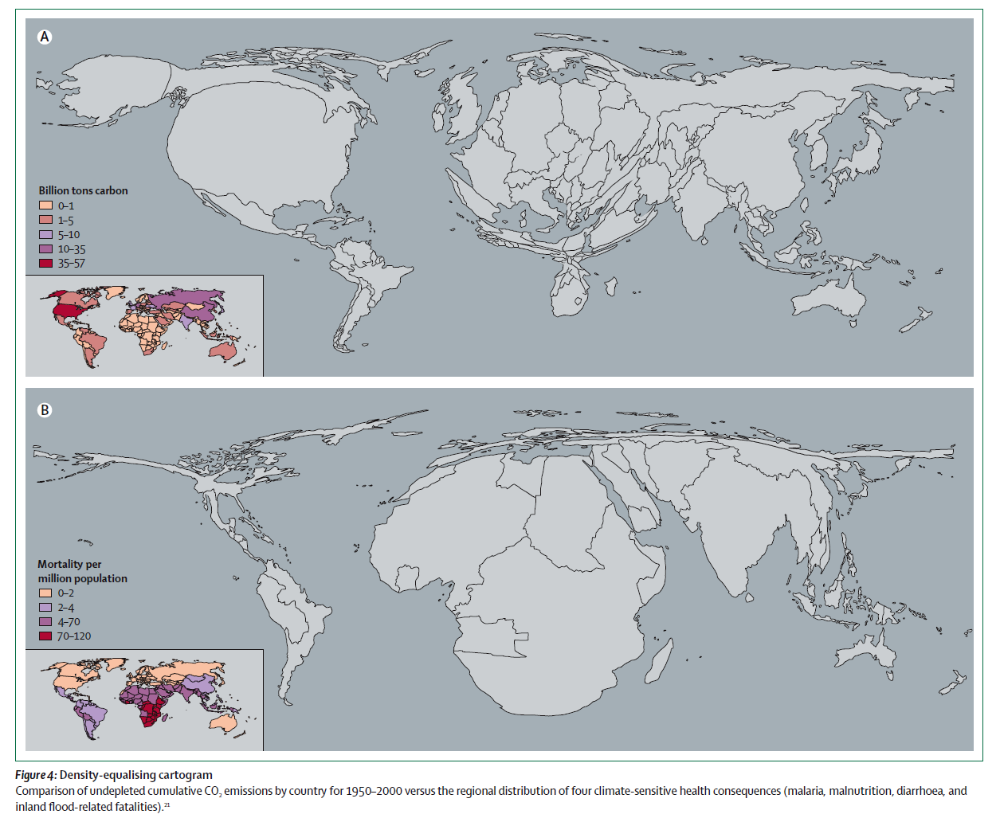 A
Billion tons carbon
0–1
1–5
5–10
10–35
35–57
B
Mortality per
million population
0–2
2–4
4–70
70–120
Figure 4: Density-equalising cartogram
Comparison of undepleted cumulative CO₂ emissions by country for 1950–2000 versus the regional distribution of four climate-sensitive health consequences (malaria, malnutrition, diarrhoea, and
inland flood-related fatalities).²¹